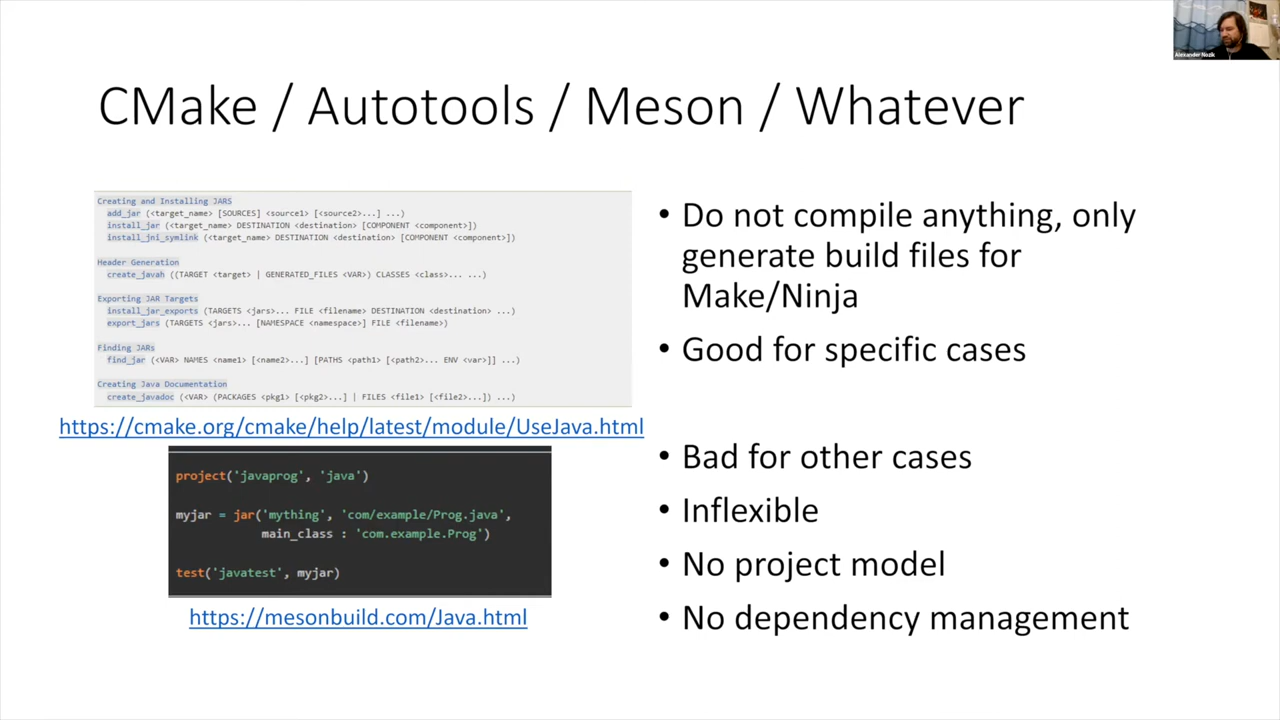 Alexander Nozik
CMake / Autotools / Meson / Whatever
Creating and Installing JARS
add_jar (<target_name> [SOURCES] <source1> [<source2>...] ...)
install_jar (<target_name> DESTINATION <destination> [COMPONENT <component>])
install_jni_symlink (<target_name> DESTINATION <destination> [COMPONENT <component>])
Header Generation
create_javah ((TARGET <target> | GENERATED_FILES <VAR>) CLASSES <class>... ...)
Exporting JAR Targets
install_jar_exports (TARGETS <jars>... FILE <filename> DESTINATION <destination> ...)
export_jars (TARGETS <jars>... [NAMESPACE <namespace>] FILE <filename>)
Finding JARs
find_jar (<VAR> NAMES <name1> [<name2>...] [PATHS <path1> [<path2>... ENV <var>]] ...)
Creating Java Documentation
create_javadoc (<VAR> (PACKAGES <pkg1> [<pkg2>...] | FILES <file1> [<file2>...]) ...)
https://cmake.org/cmake/help/latest/module/UseJava.html
project('javaprog', 'java')
myjar = jar('mything', 'com/example/Prog.java',
main_class : 'com.example.Prog')
test('javatest', myjar)
https://mesonbuild.com/Java.html
• Do not compile anything, only
generate build files for
Make/Ninja
• Good for specific cases
• Bad for other cases
• Inflexible
• No project model
• No dependency management